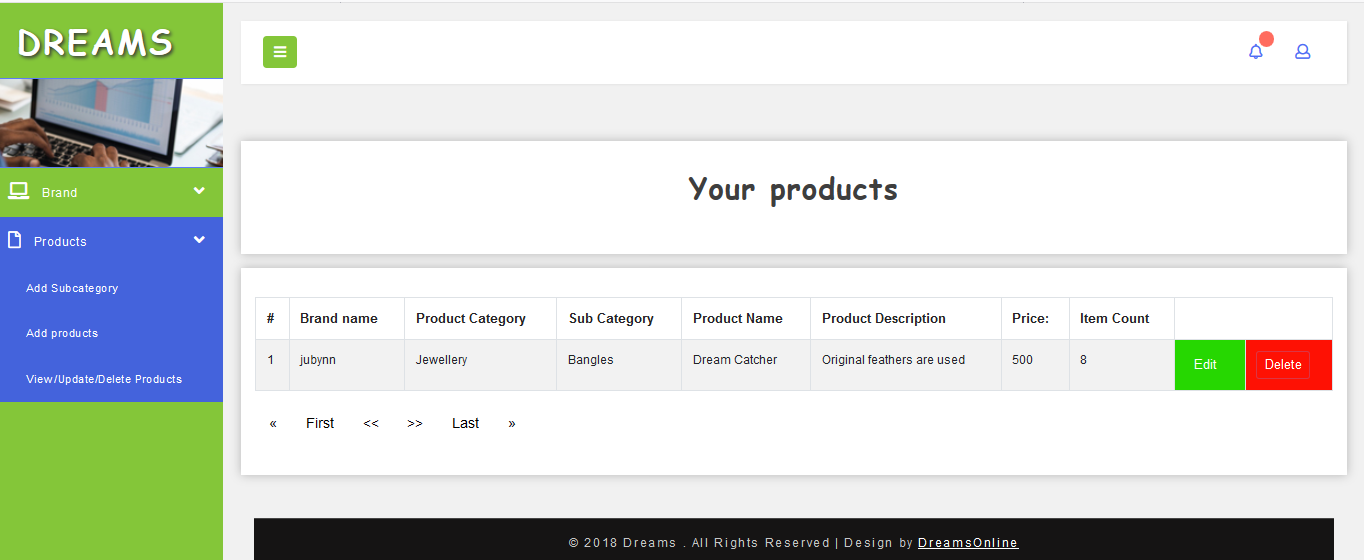 DREAMS
Brand
Products
Add Subcategory
Add products
View/Update/Delete Products
Your products
# Brand name Product Category Sub Category Product Name Product Description Price: Item Count
1 jubynn Jewellery Bangles Dream Catcher Original feathers are used 500 8 Edit Delete
« First << >> Last »
© 2018 Dreams . All Rights Reserved | Design by DreamsOnline